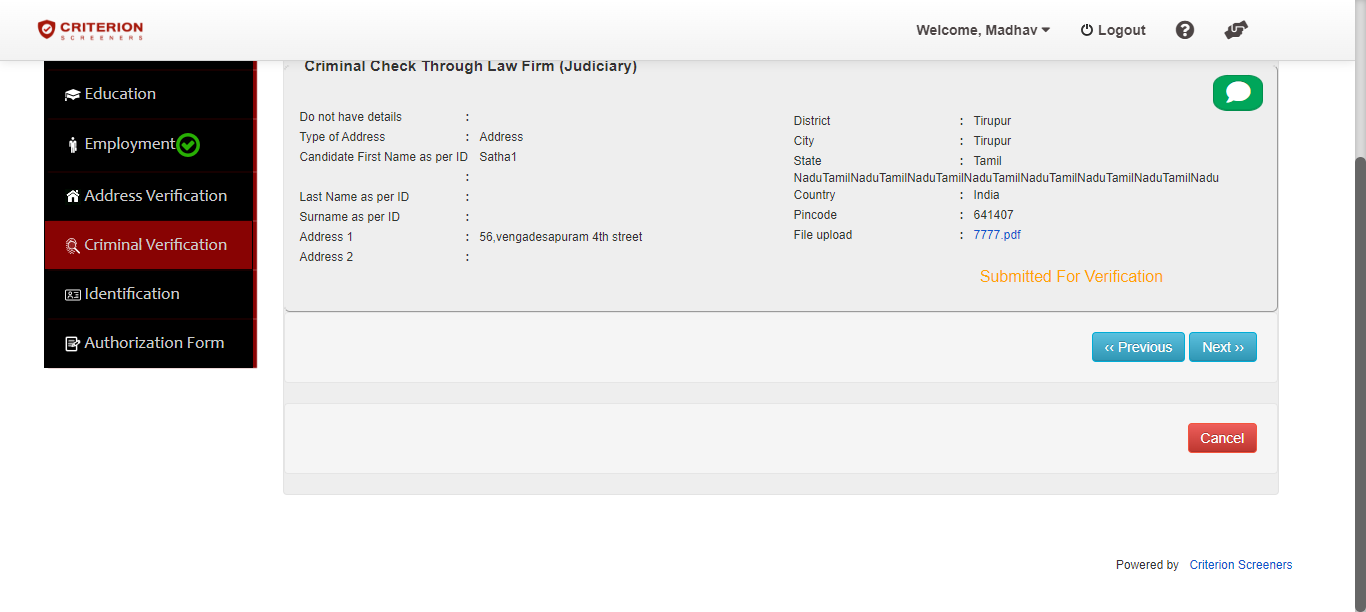 CRITERION
SCREENERS
Welcome, Madhav
Logout
Education
Employment
Address Verification
Criminal Verification
Identification
Authorization Form
Criminal Check Through Law Firm (Judiciary)
Do not have details :
Type of Address : Address
Candidate First Name as per ID Satha1
:
Last Name as per ID :
Surname as per ID :
Address 1 : 56,vengadesapuram 4th street
Address 2 :
District : Tirupur
City : Tirupur
State : Tamil
NaduTamilNaduTamilNaduTamilNaduTamilNaduTamilNaduTamilNaduTamilNadu
Country : India
Pincode : 641407
File upload : 7777.pdf
Submitted For Verification
‹‹ Previous
Next ››
Cancel
Powered by Criterion Screeners